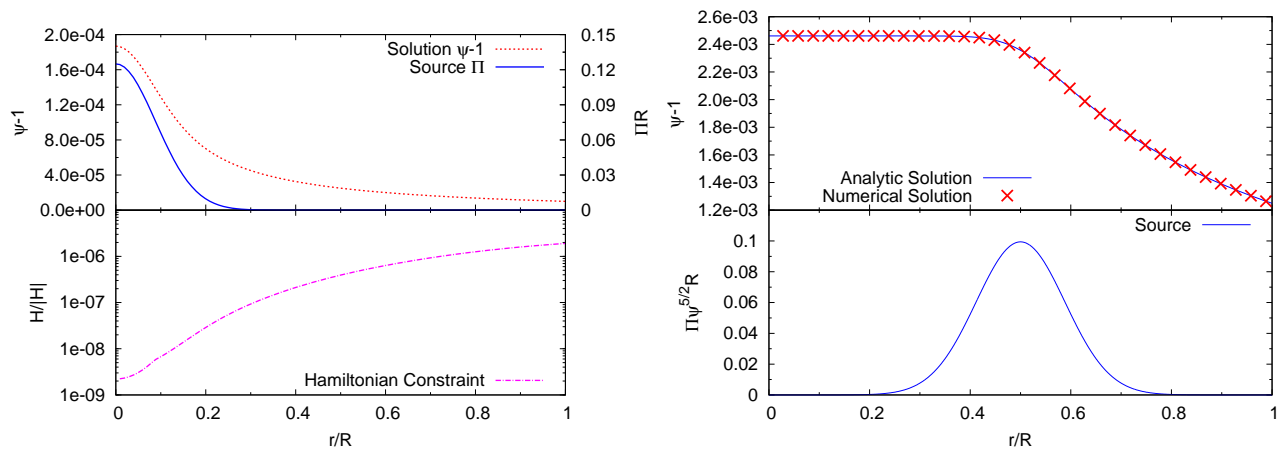 2.0e-04
1.6e-04
1.2e-04
8.0e-05
4.0e-05
0.0e+00
ψ-1
Solution ψ-1
Source Π
0.15
0.12
0.09
0.06
0.03
0
ΠR
1e-06
1e-07
1e-08
1e-09
H/|H|
Hamiltonian Constraint
0 0.2 0.4 0.6 0.8 1
r/R
2.6e-03
2.4e-03
2.2e-03
2.0e-03
1.8e-03
1.6e-03
1.4e-03
1.2e-03
ψ-1
Analytic Solution
Numerical Solution
0.1
0.08
0.06
0.04
0.02
0
Πψ^5/2R
Source
0 0.2 0.4 0.6 0.8 1
r/R